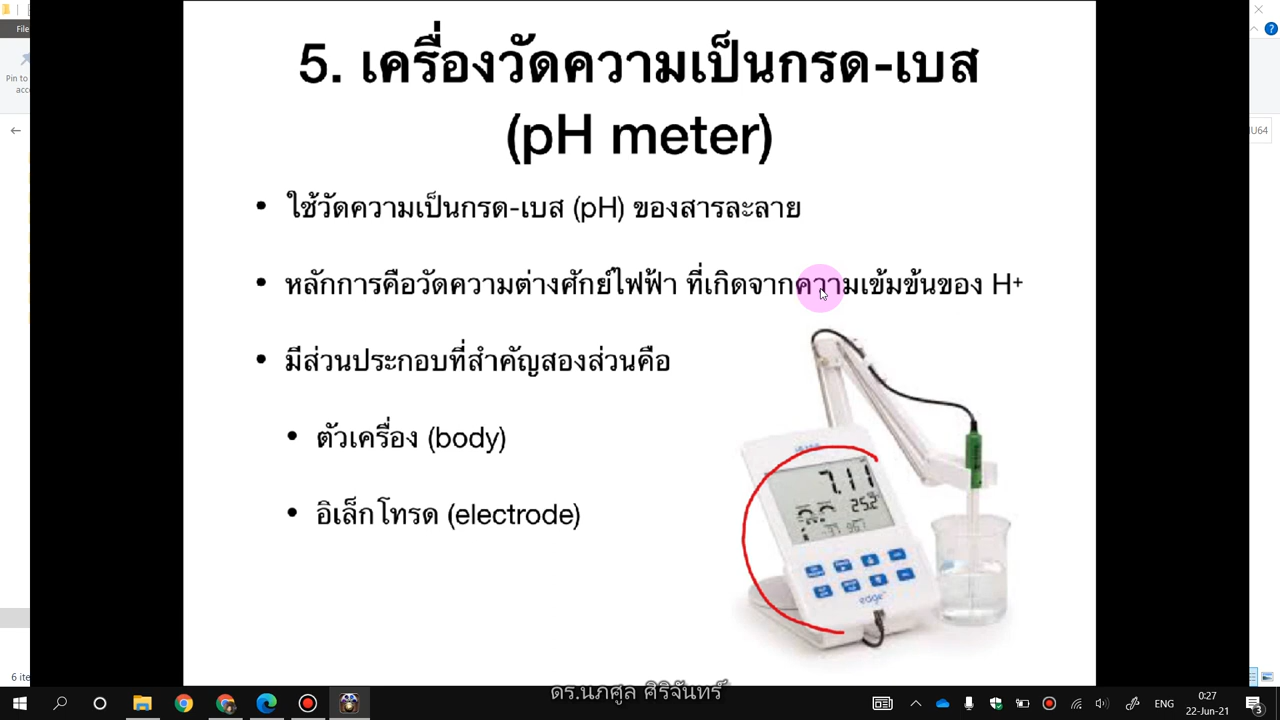 File
Pin to
U64
5. เครื่องวัดความเป็นกรด-เบส
(pH meter)
• ใช้วัดความเป็นกรด-เบส (pH) ของสารละลาย
• หลักการคือวัดความต่างศักย์ไฟฟ้า ที่เกิดจากความเข้มข้นของ H+
• มีส่วนประกอบที่สำคัญสองส่วนคือ
• ตัวเครื่อง (body)
• อิเล็กโทรด (electrode)
7.11
25.2
edge
6 ite
ดร.นภศูล ศิริจันทร์
ENG
0:27
22-Jun-21
3